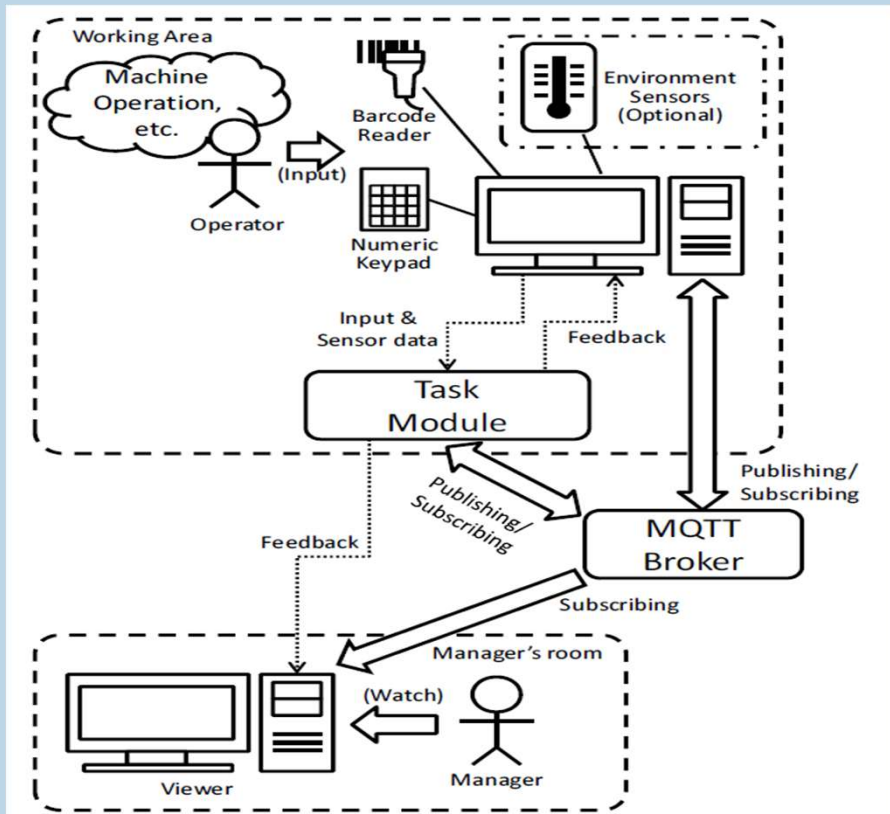 Working Area
Machine
Operation,
etc.
Operator
(Input)
Barcode
Reader
Numeric
Keypad
Environment
Sensors
(Optional)
Input &
Sensor data
Feedback
Task
Module
Publishing/
Subscribing
Publishing/
Subscribing
MQTT
Broker
Feedback
Subscribing
Manager's room
(Watch)
Viewer
Manager